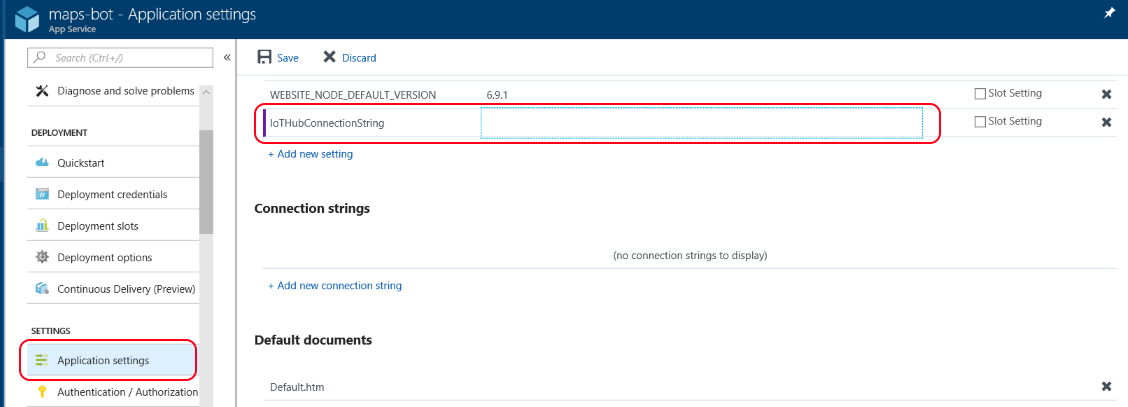 maps-bot - Application settings
App Service
Search (Ctrl+/)
«
Diagnose and solve problems
DEPLOYMENT
Quickstart
Deployment credentials
Deployment slots
Deployment options
Continuous Delivery (Preview)
SETTINGS
Application settings
Authentication / Authorization
Save Discard
WEBSITE_NODE_DEFAULT_VERSION 6.9.1 Slot Setting
IoTHubConnectionString Slot Setting
+ Add new setting
Connection strings
(no connection strings to display)
+ Add new connection string
Default documents
Default.htm